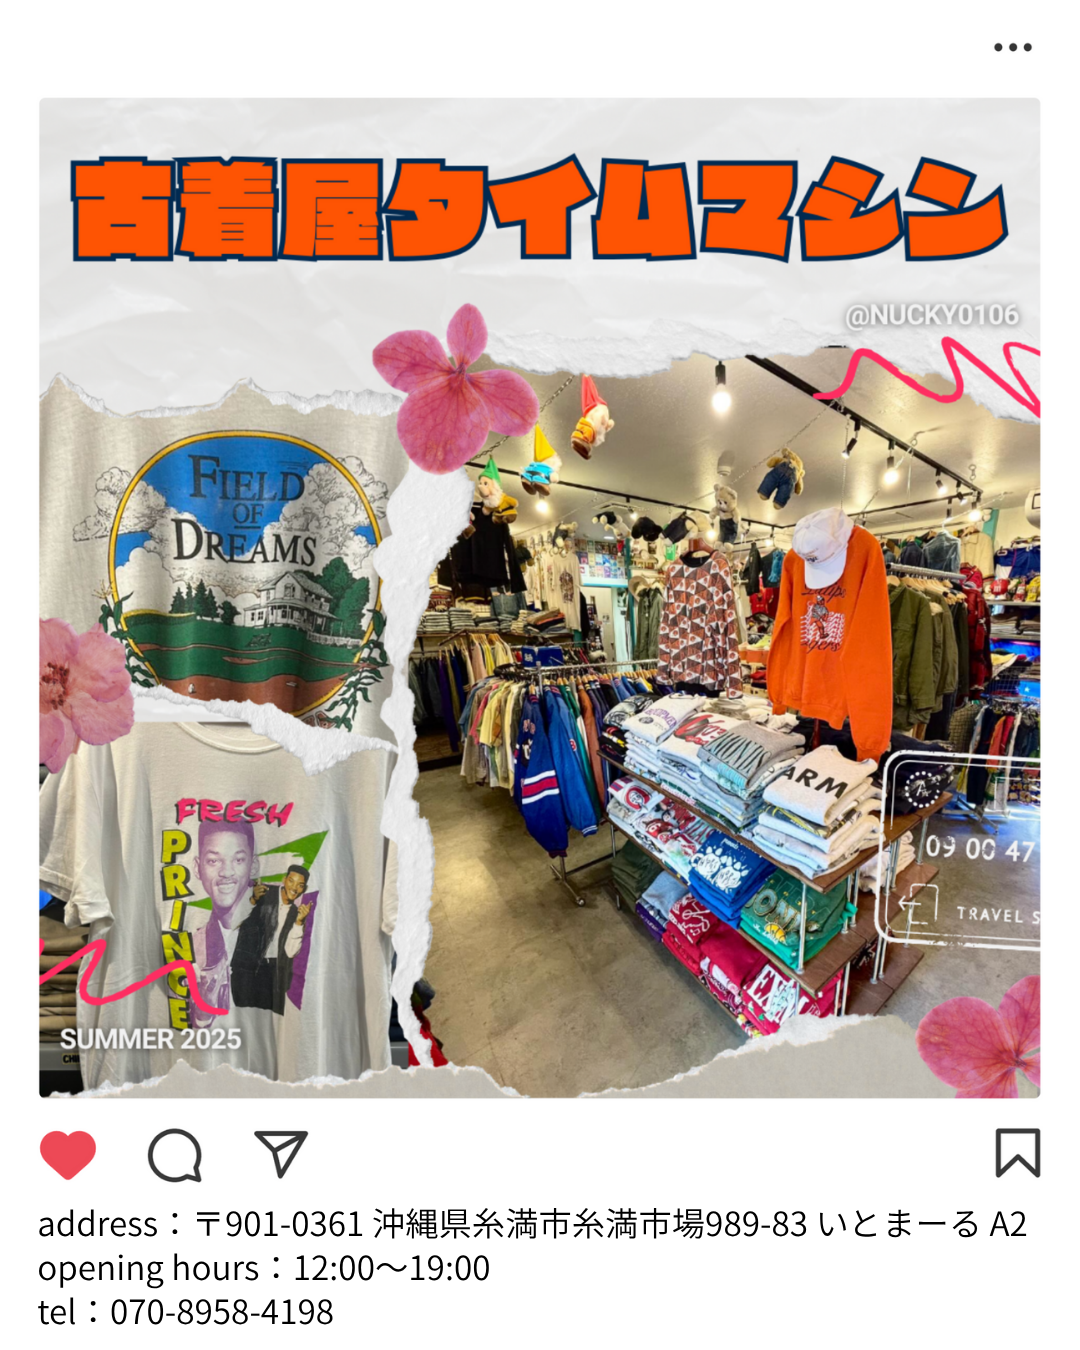 古着屋タイムマシン
@NUCKY0106
FIELD
OF
DREAMS
FRESH
PRINCE
SUMMER 2025
ARM
09 00 47
TRAVEL S
address：〒901-0361 沖縄県糸満市糸満市場989-83 いとまーる A2
opening hours：12:00〜19:00
tel：070-8958-4198